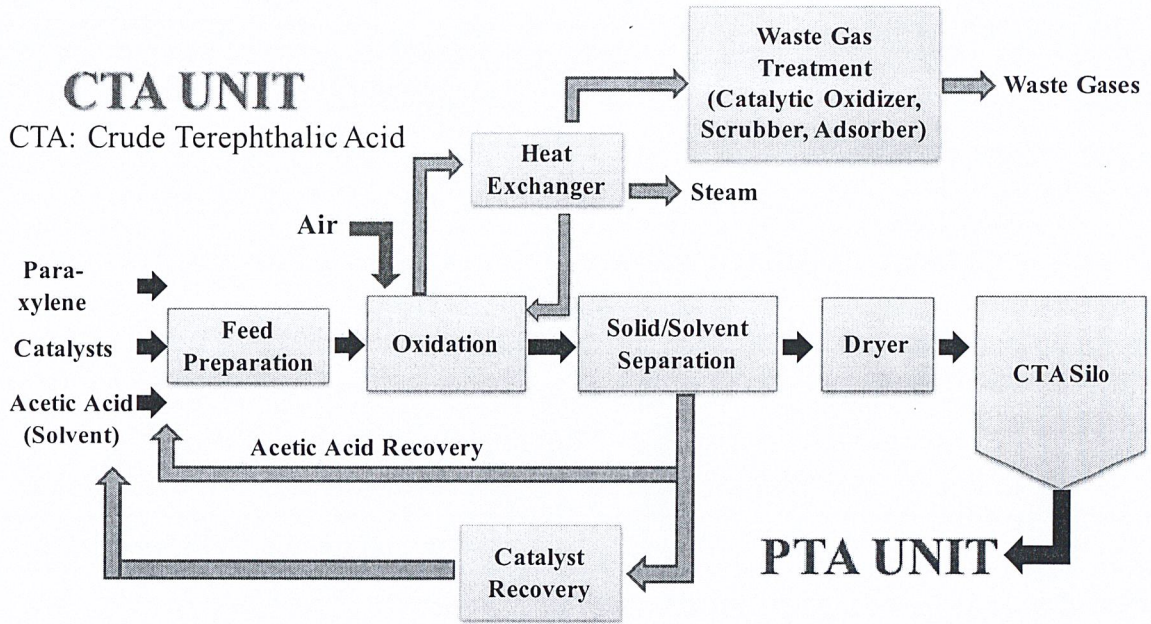 CTA UNIT
CTA: Crude Terephthalic Acid
Waste Gas
Treatment
(Catalytic Oxidizer,
Scrubber, Adsorber)
Waste Gases
Heat
Exchanger
Steam
Air
Para-
xylene
Catalysts
Acetic Acid
(Solvent)
Feed
Preparation
Oxidation
Solid/Solvent
Separation
Dryer
CTA Silo
Acetic Acid Recovery
Catalyst
Recovery
PTA UNIT